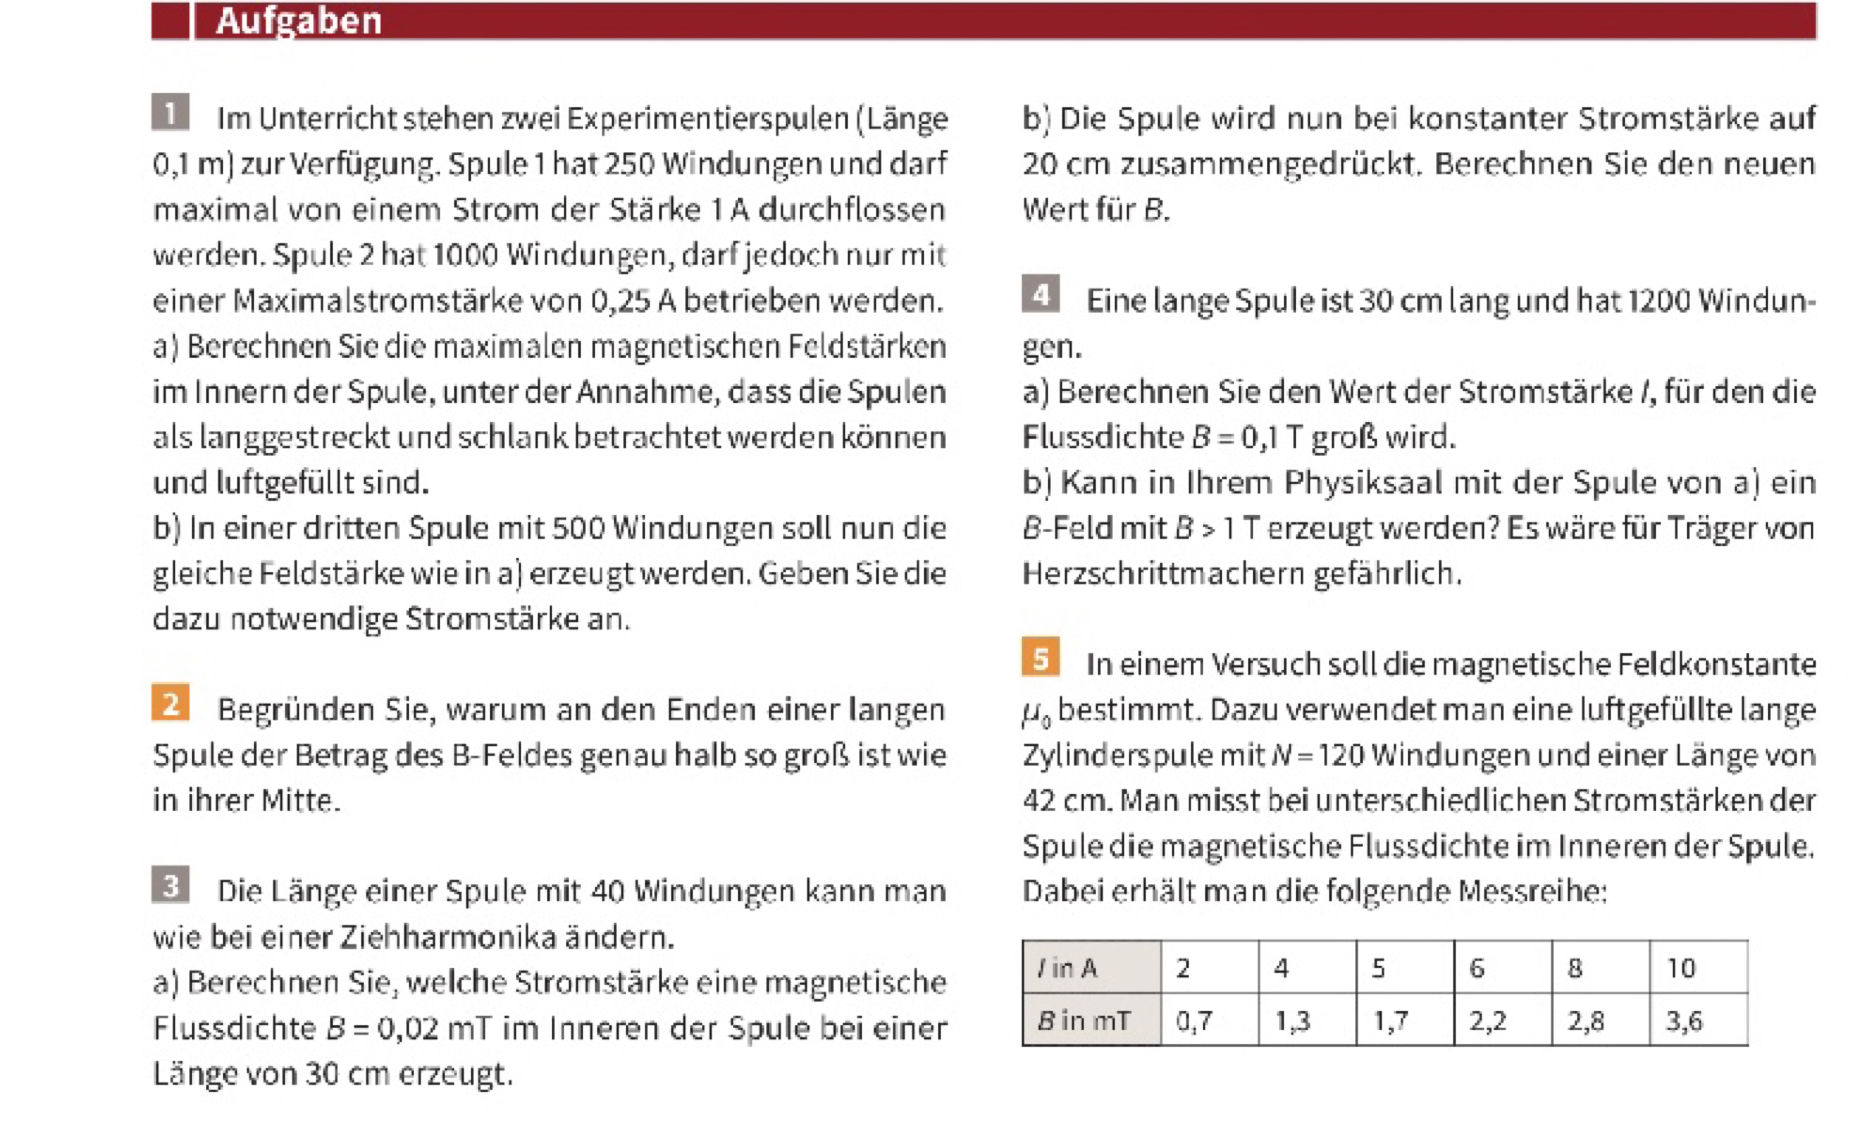 Aufgaben
1 Im Unterricht stehen zwei Experimentierspulen (Länge
0,1 m) zur Verfügung. Spule 1 hat 250 Windungen und darf
maximal von einem Strom der Stärke 1 A durchflossen
werden. Spule 2 hat 1000 Windungen, darf jedoch nur mit
einer Maximalstromstärke von 0,25 A betrieben werden.
a) Berechnen Sie die maximalen magnetischen Feldstärken
im Innern der Spule, unter der Annahme, dass die Spulen
als langgestreckt und schlank betrachtet werden können
und luftgefüllt sind.
b) In einer dritten Spule mit 500 Windungen soll nun die
gleiche Feldstärke wie in a) erzeugt werden. Geben Sie die
dazu notwendige Stromstärke an.
2 Begründen Sie, warum an den Enden einer langen
Spule der Betrag des B-Feldes genau halb so groß ist wie
in ihrer Mitte.
3 Die Länge einer Spule mit 40 Windungen kann man
wie bei einer Ziehharmonika ändern.
a) Berechnen Sie, welche Stromstärke eine magnetische
Flussdichte B = 0,02 mT im Inneren der Spule bei einer
Länge von 30 cm erzeugt.
b) Die Spule wird nun bei konstanter Stromstärke auf
20 cm zusammengedrückt. Berechnen Sie den neuen
Wert für B.
4 Eine lange Spule ist 30 cm lang und hat 1200 Windun-
gen.
a) Berechnen Sie den Wert der Stromstärke I, für den die
Flussdichte B = 0,1 T groß wird.
b) Kann in Ihrem Physiksaal mit der Spule von a) ein
B-Feld mit B > 1 T erzeugt werden? Es wäre für Träger von
Herzschrittmachern gefährlich.
5 In einem Versuch soll die magnetische Feldkonstante
μ₀ bestimmt. Dazu verwendet man eine luftgefüllte lange
Zylinderspule mit N = 120 Windungen und einer Länge von
42 cm. Man misst bei unterschiedlichen Stromstärken der
Spule die magnetische Flussdichte im Inneren der Spule.
Dabei erhält man die folgende Messreihe:
I in A 2 4 5 6 8 10
B in mT 0,7 1,3 1,7 2,2 2,8 3,6